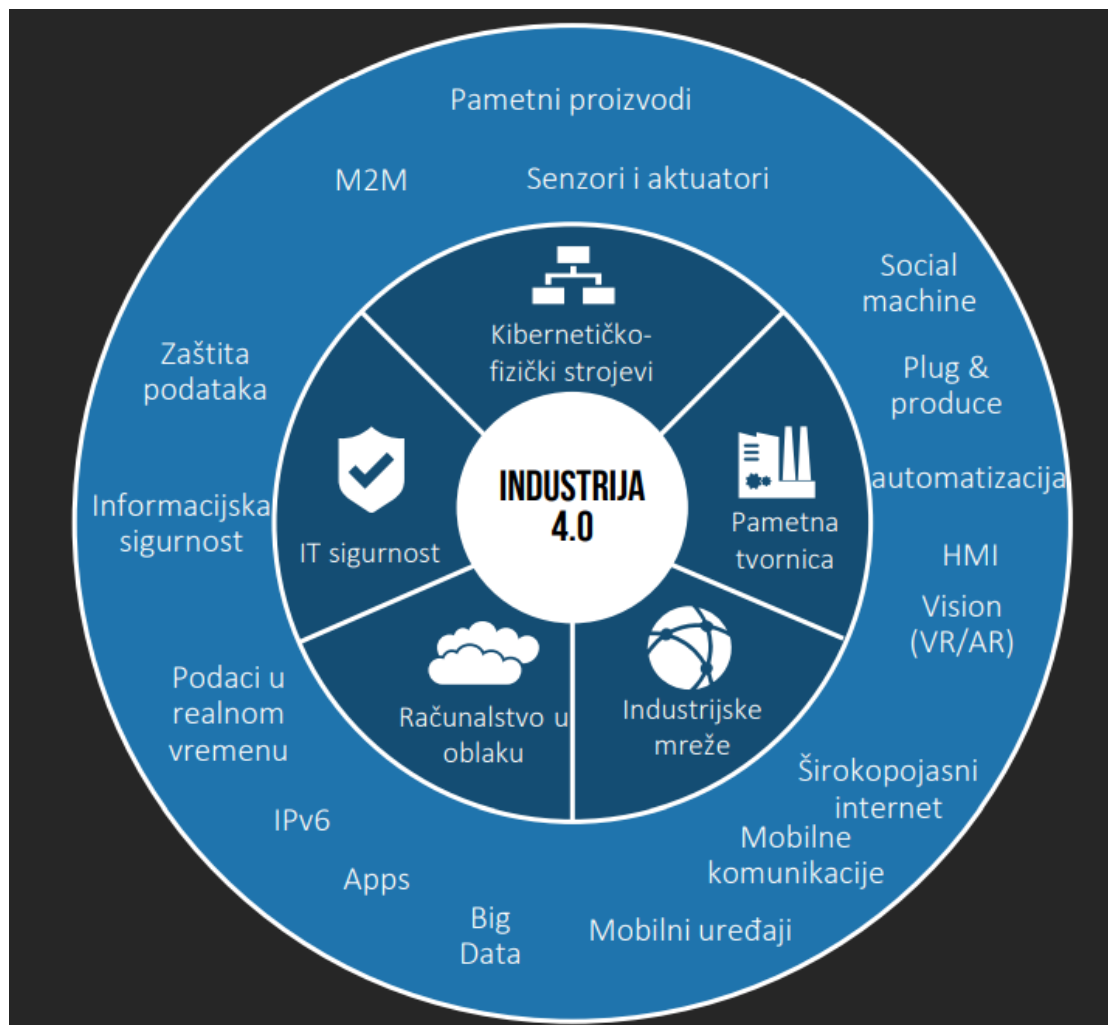 Pametni proizvodi
M2M
Senzori i aktuatori
Social
machine
Plug &
produce
automatizacija
HMI
Vision
(VR/AR)
Širokopojasni
internet
Mobilne
komunikacije
Mobilni uređaji
Big
Data
Apps
IPv6
Podaci u
realnom
vremenu
Informacijska
sigurnost
Zaštita
podataka
Kibernetičko-
fizički strojevi
Pametna
tvornica
Industrijske
mreže
Računalstvo u
oblaku
IT sigurnost
INDUSTRIJA
4.0